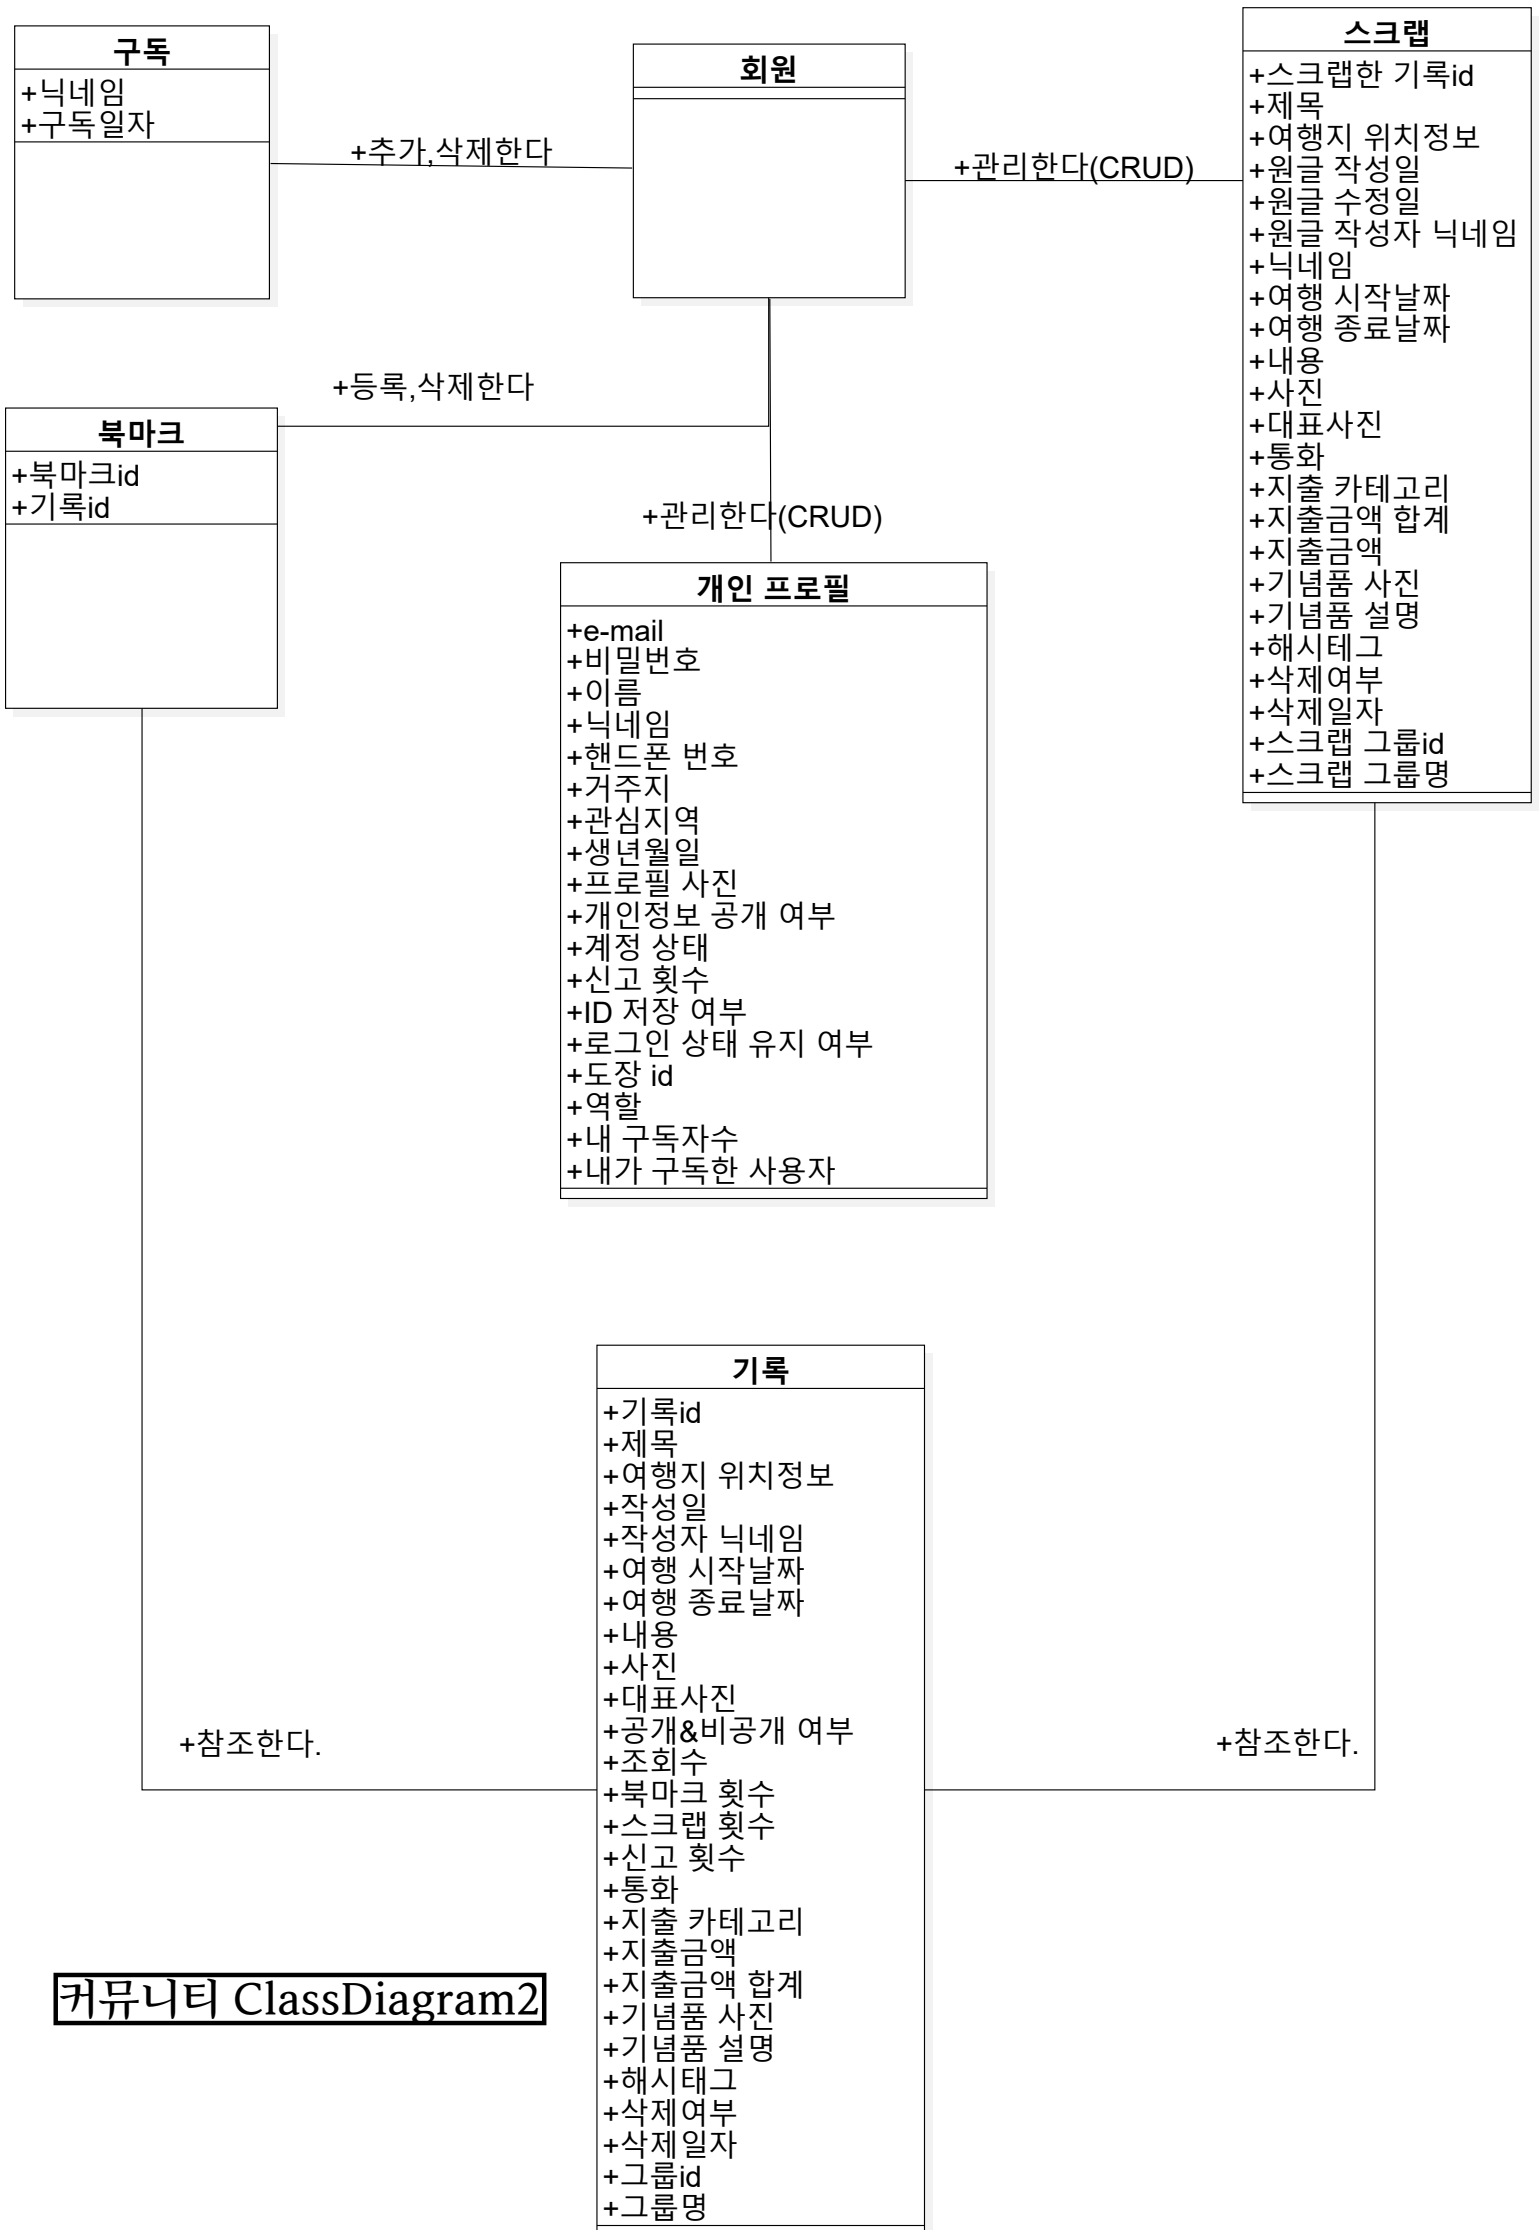 구독
+닉네임
+구독일자
+추가,삭제한다
회원
+관리한다(CRUD)
스크랩
+스크랩한 기록id
+제목
+여행지 위치정보
+원글 작성일
+원글 수정일
+원글 작성자 닉네임
+닉네임
+여행 시작날짜
+여행 종료날짜
+내용
+사진
+대표사진
+통화
+지출 카테고리
+지출금액 합계
+지출금액
+기념품 사진
+기념품 설명
+해시테그
+삭제여부
+삭제일자
+스크랩 그룹id
+스크랩 그룹명
+등록,삭제한다
북마크
+북마크id
+기록id
+관리한다(CRUD)
개인 프로필
+e-mail
+비밀번호
+이름
+닉네임
+핸드폰 번호
+거주지
+관심지역
+생년월일
+프로필 사진
+개인정보 공개 여부
+계정 상태
+신고 횟수
+ID 저장 여부
+로그인 상태 유지 여부
+도장 id
+역할
+내 구독자수
+내가 구독한 사용자
기록
+기록id
+제목
+여행지 위치정보
+작성일
+작성자 닉네임
+여행 시작날짜
+여행 종료날짜
+내용
+사진
+대표사진
+공개&비공개 여부
+조회수
+북마크 횟수
+스크랩 횟수
+신고 횟수
+통화
+지출 카테고리
+지출금액
+지출금액 합계
+기념품 사진
+기념품 설명
+해시태그
+삭제여부
+삭제일자
+그룹id
+그룹명
+참조한다.
+참조한다.
커뮤니티 ClassDiagram2